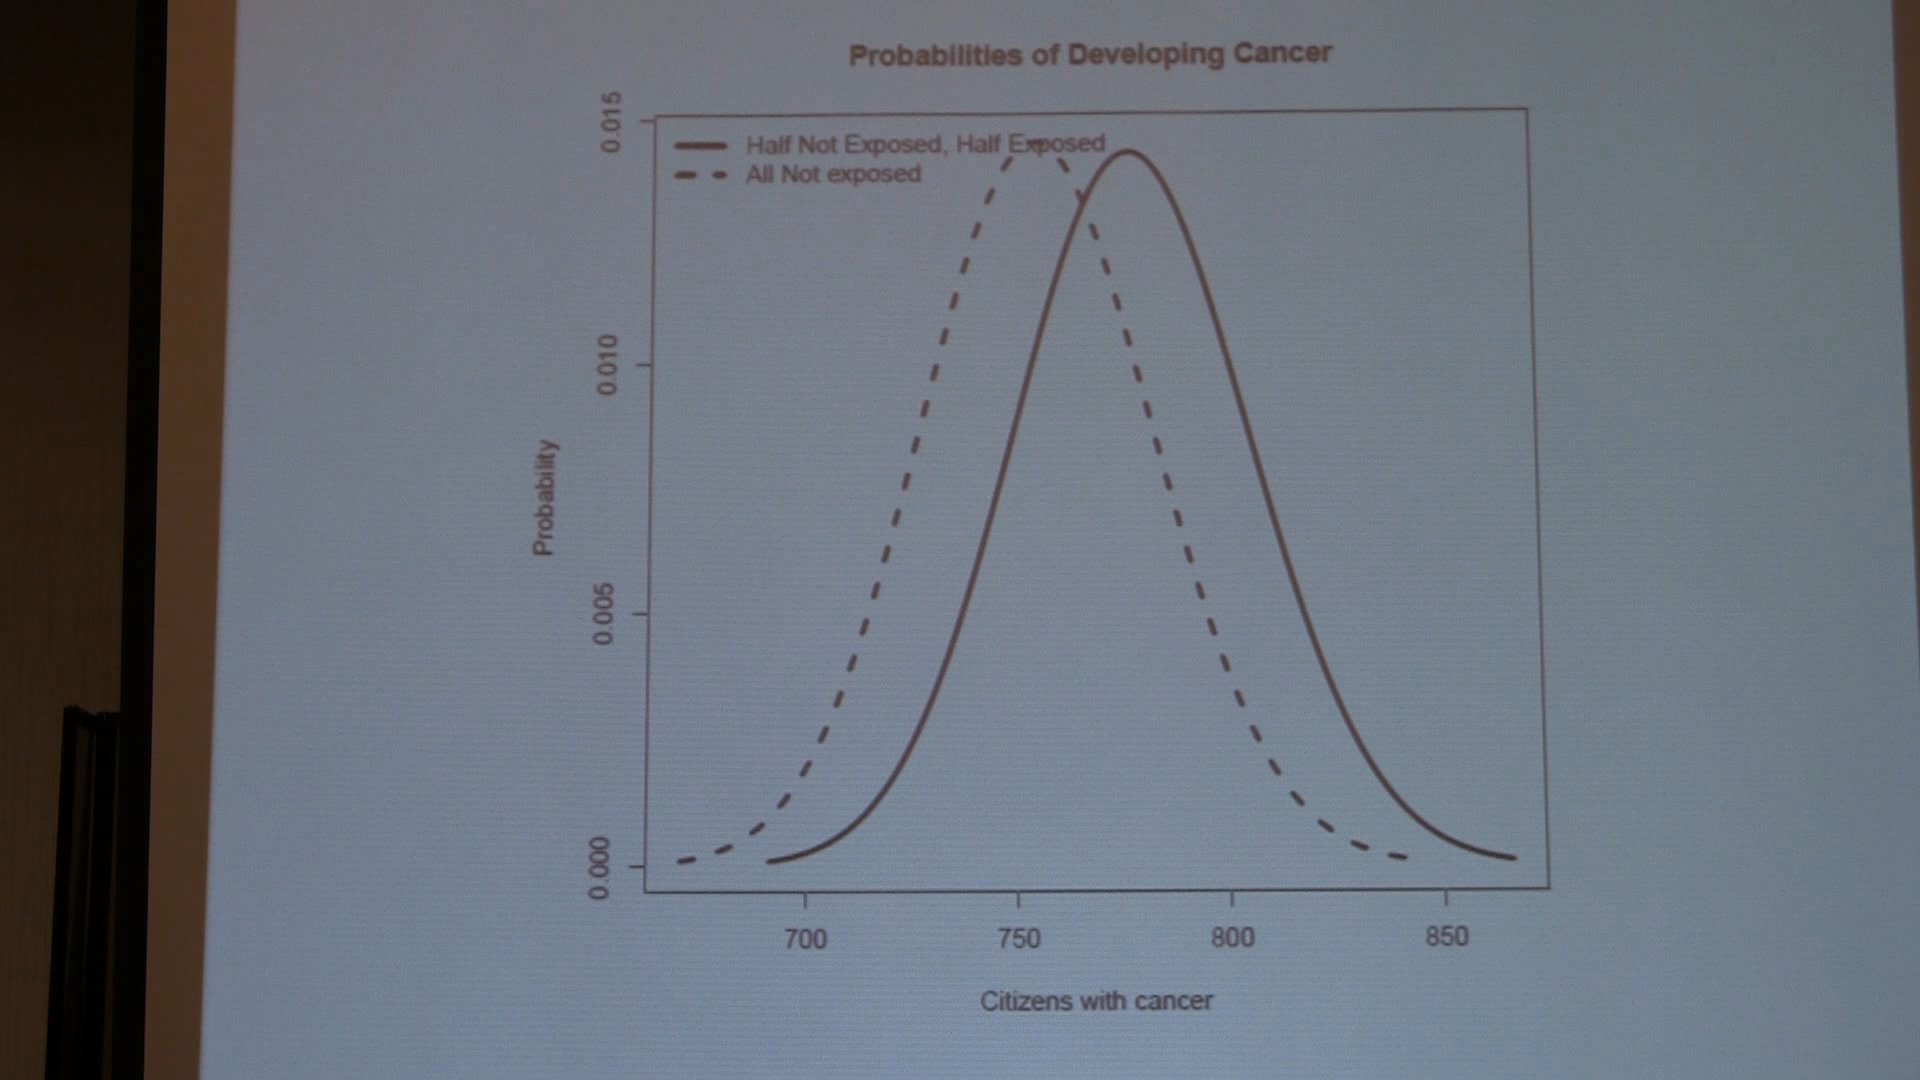 Probabilities of Developing Cancer
Half Not Exposed, Half Exposed
All Not exposed
0.015
0.010
0.005
0.000
Probability
700 750 800 850
Citizens with cancer